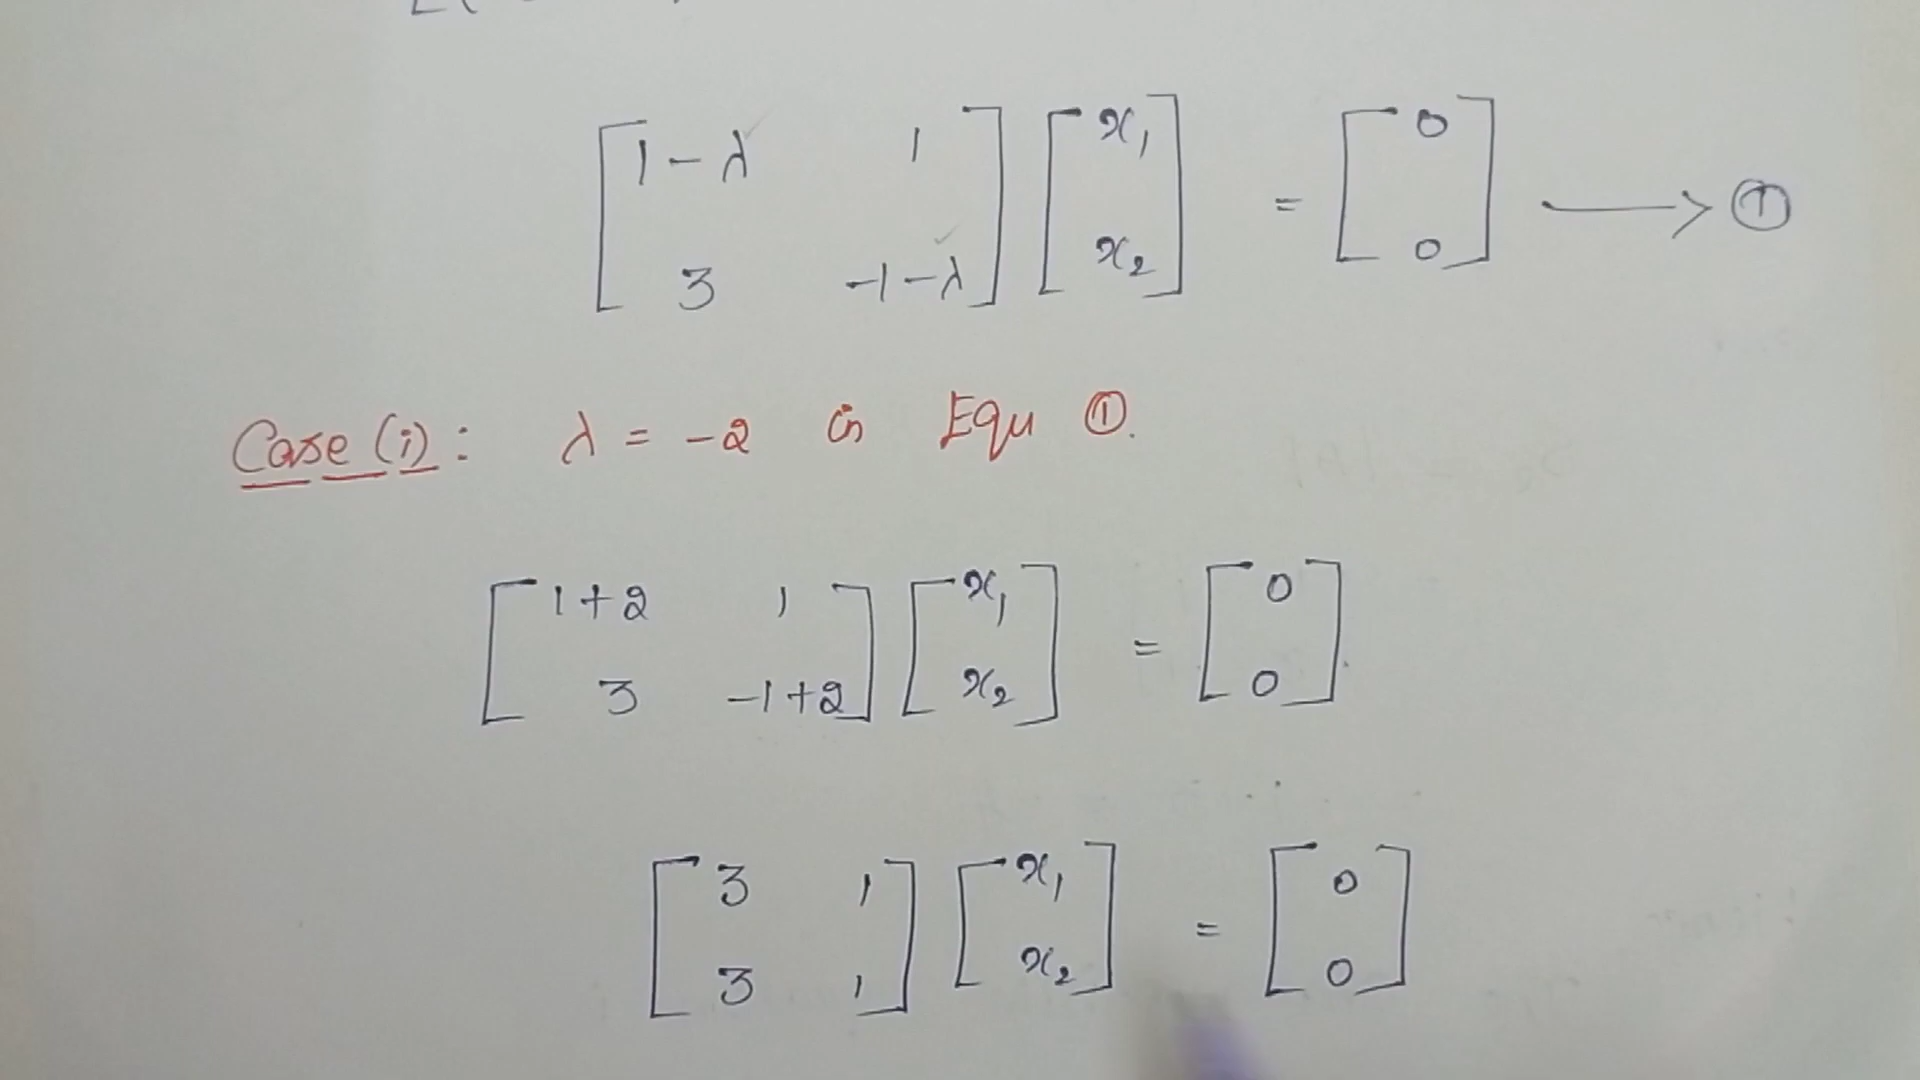 [1-λ 1] [x₁] = [0] → ①
[3 -1-λ] [x₂] [0]
Case (i): λ = -2 in Equ ①.
[1+2 1] [x₁] = [0]
[3 -1+2] [x₂] [0]
[3 1] [x₁] = [0]
[3 1] [x₂] [0]